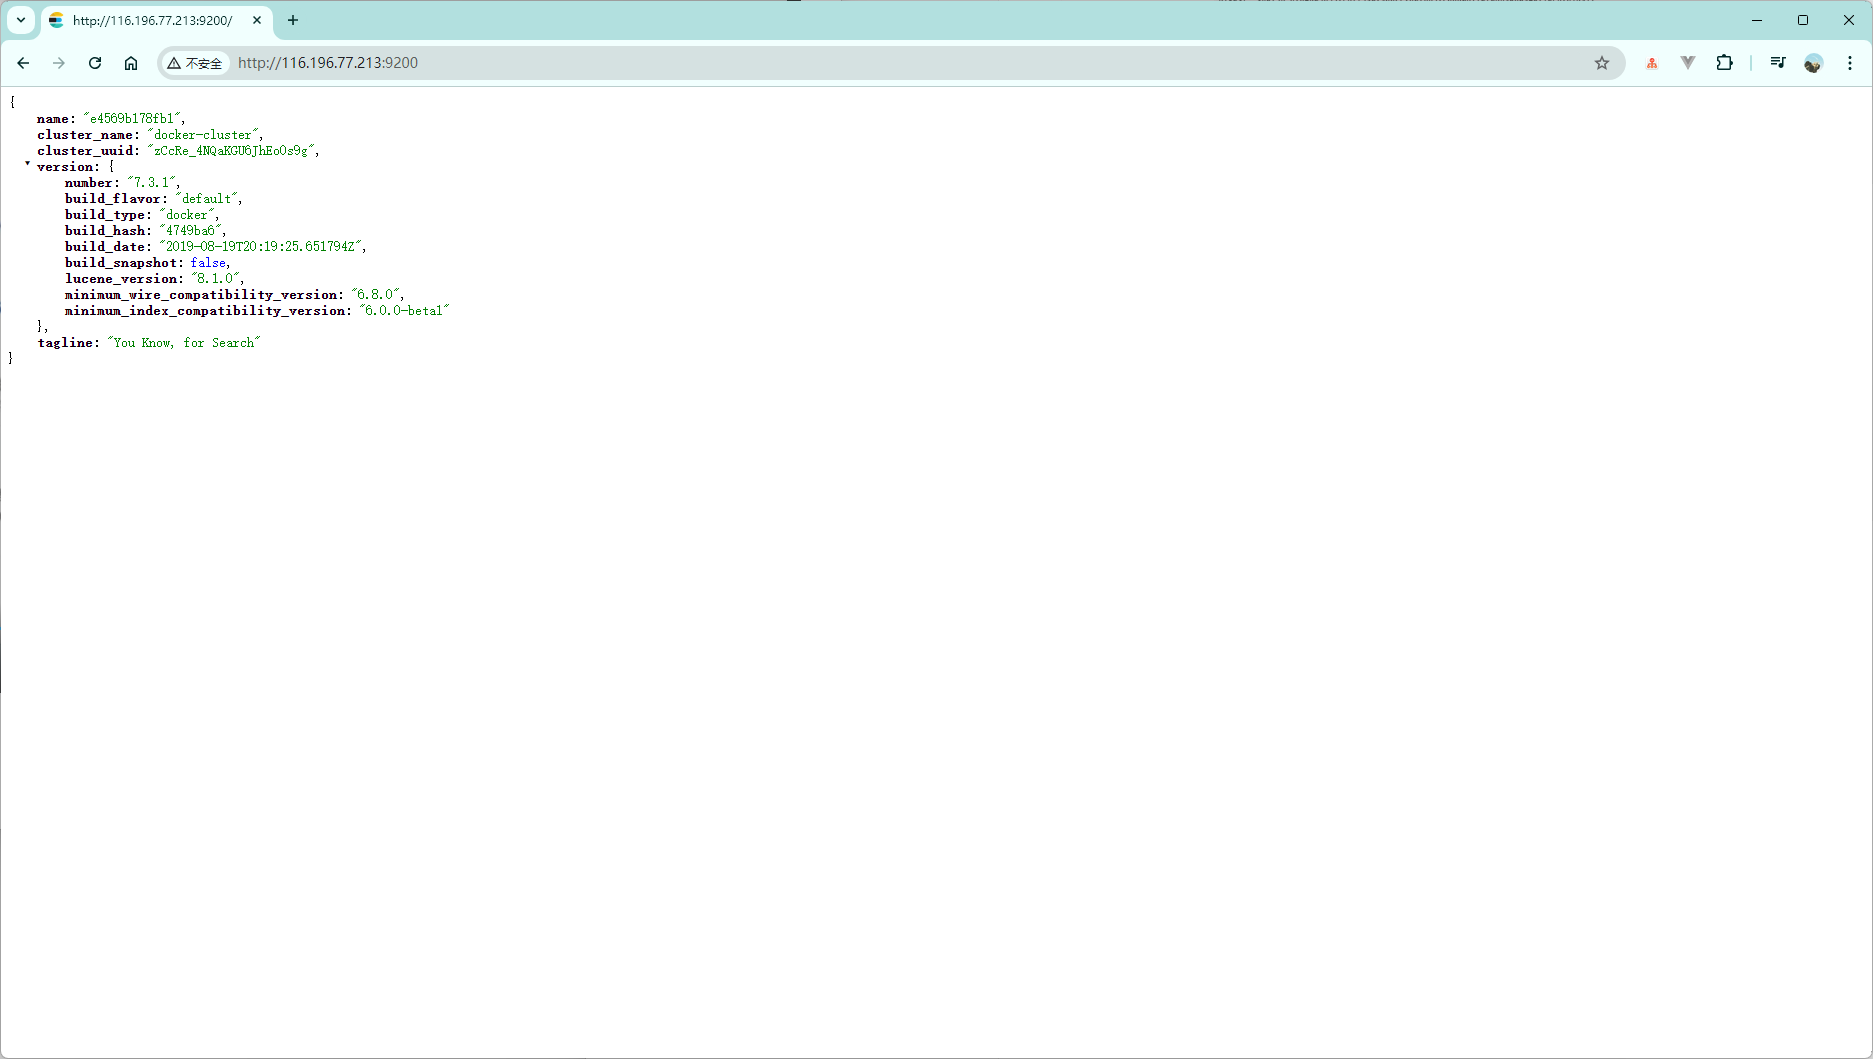 http://116.196.77.213:9200/
不安全 http://116.196.77.213:9200
{
name: "e4569b178fb1",
cluster_name: "docker-cluster",
cluster_uuid: "zCcRe_4NQaKGU6JhEoOs9g",
version: {
number: "7.3.1",
build_flavor: "default",
build_type: "docker",
build_hash: "4749ba6",
build_date: "2019-08-19T20:19:25.651794Z",
build_snapshot: false,
lucene_version: "8.1.0",
minimum_wire_compatibility_version: "6.8.0",
minimum_index_compatibility_version: "6.0.0-beta1"
},
tagline: "You Know, for Search"
}